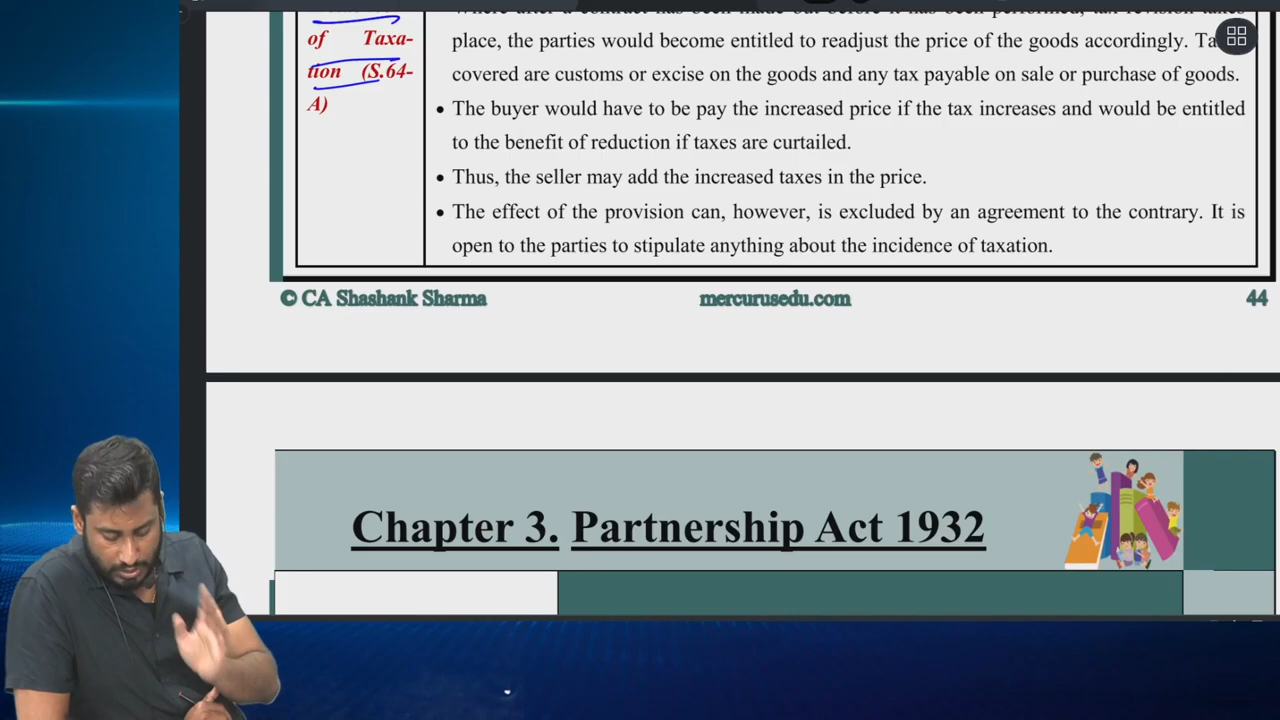 of Taxa-
tion (S.64-
A)
place, the parties would become entitled to readjust the price of the goods accordingly.
covered are customs or excise on the goods and any tax payable on sale or purchase of goods.
• The buyer would have to be pay the increased price if the tax increases and would be entitled
to the benefit of reduction if taxes are curtailed.
• Thus, the seller may add the increased taxes in the price.
• The effect of the provision can, however, is excluded by an agreement to the contrary. It is
open to the parties to stipulate anything about the incidence of taxation.
© CA Shashank Sharma mercurusedu.com 44
Chapter 3. Partnership Act 1932